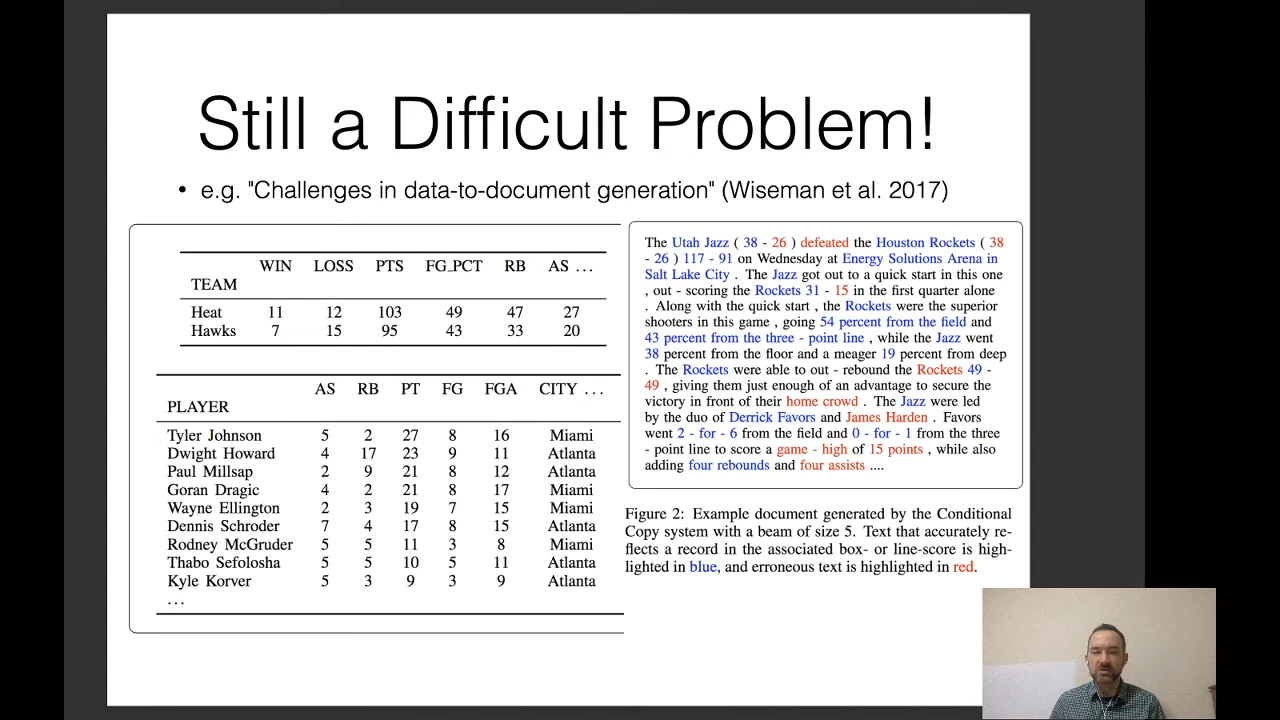 Still a Difficult Problem!
• e.g. "Challenges in data-to-document generation" (Wiseman et al. 2017)
WIN LOSS PTS FG_PCT RB AS ...
TEAM
Heat 11 12 103 49 47 27
Hawks 7 15 95 43 33 20
AS RB PT FG FGA CITY ...
PLAYER
Tyler Johnson 5 2 27 8 16 Miami
Dwight Howard 4 17 23 9 11 Atlanta
Paul Millsap 2 9 21 8 12 Atlanta
Goran Dragic 4 2 21 8 17 Miami
Wayne Ellington 2 3 19 7 15 Miami
Dennis Schroder 7 4 17 8 15 Atlanta
Rodney McGruder 5 5 11 3 8 Miami
Thabo Sefolosha 5 5 10 5 11 Atlanta
Kyle Korver 5 3 9 3 9 Atlanta
...
The Utah Jazz ( 38 - 26 ) defeated the Houston Rockets ( 38
- 26 ) 117 - 91 on Wednesday at Energy Solutions Arena in
Salt Lake City . The Jazz got out to a quick start in this one
, out - scoring the Rockets 31 - 15 in the first quarter alone
. Along with the quick start , the Rockets were the superior
shooters in this game , going 54 percent from the field and
43 percent from the three - point line , while the Jazz went
38 percent from the floor and a meager 19 percent from deep
. The Rockets were able to out - rebound the Rockets 49 -
49 , giving them just enough of an advantage to secure the
victory in front of their home crowd . The Jazz were led
by the duo of Derrick Favors and James Harden . Favors
went 2 - for - 6 from the field and 0 - for - 1 from the three
- point line to score a game - high of 15 points , while also
adding four rebounds and four assists ....
Figure 2: Example document generated by the Conditional
Copy system with a beam of size 5. Text that accurately re-
flects a record in the associated box- or line-score is high-
lighted in blue, and erroneous text is highlighted in red.